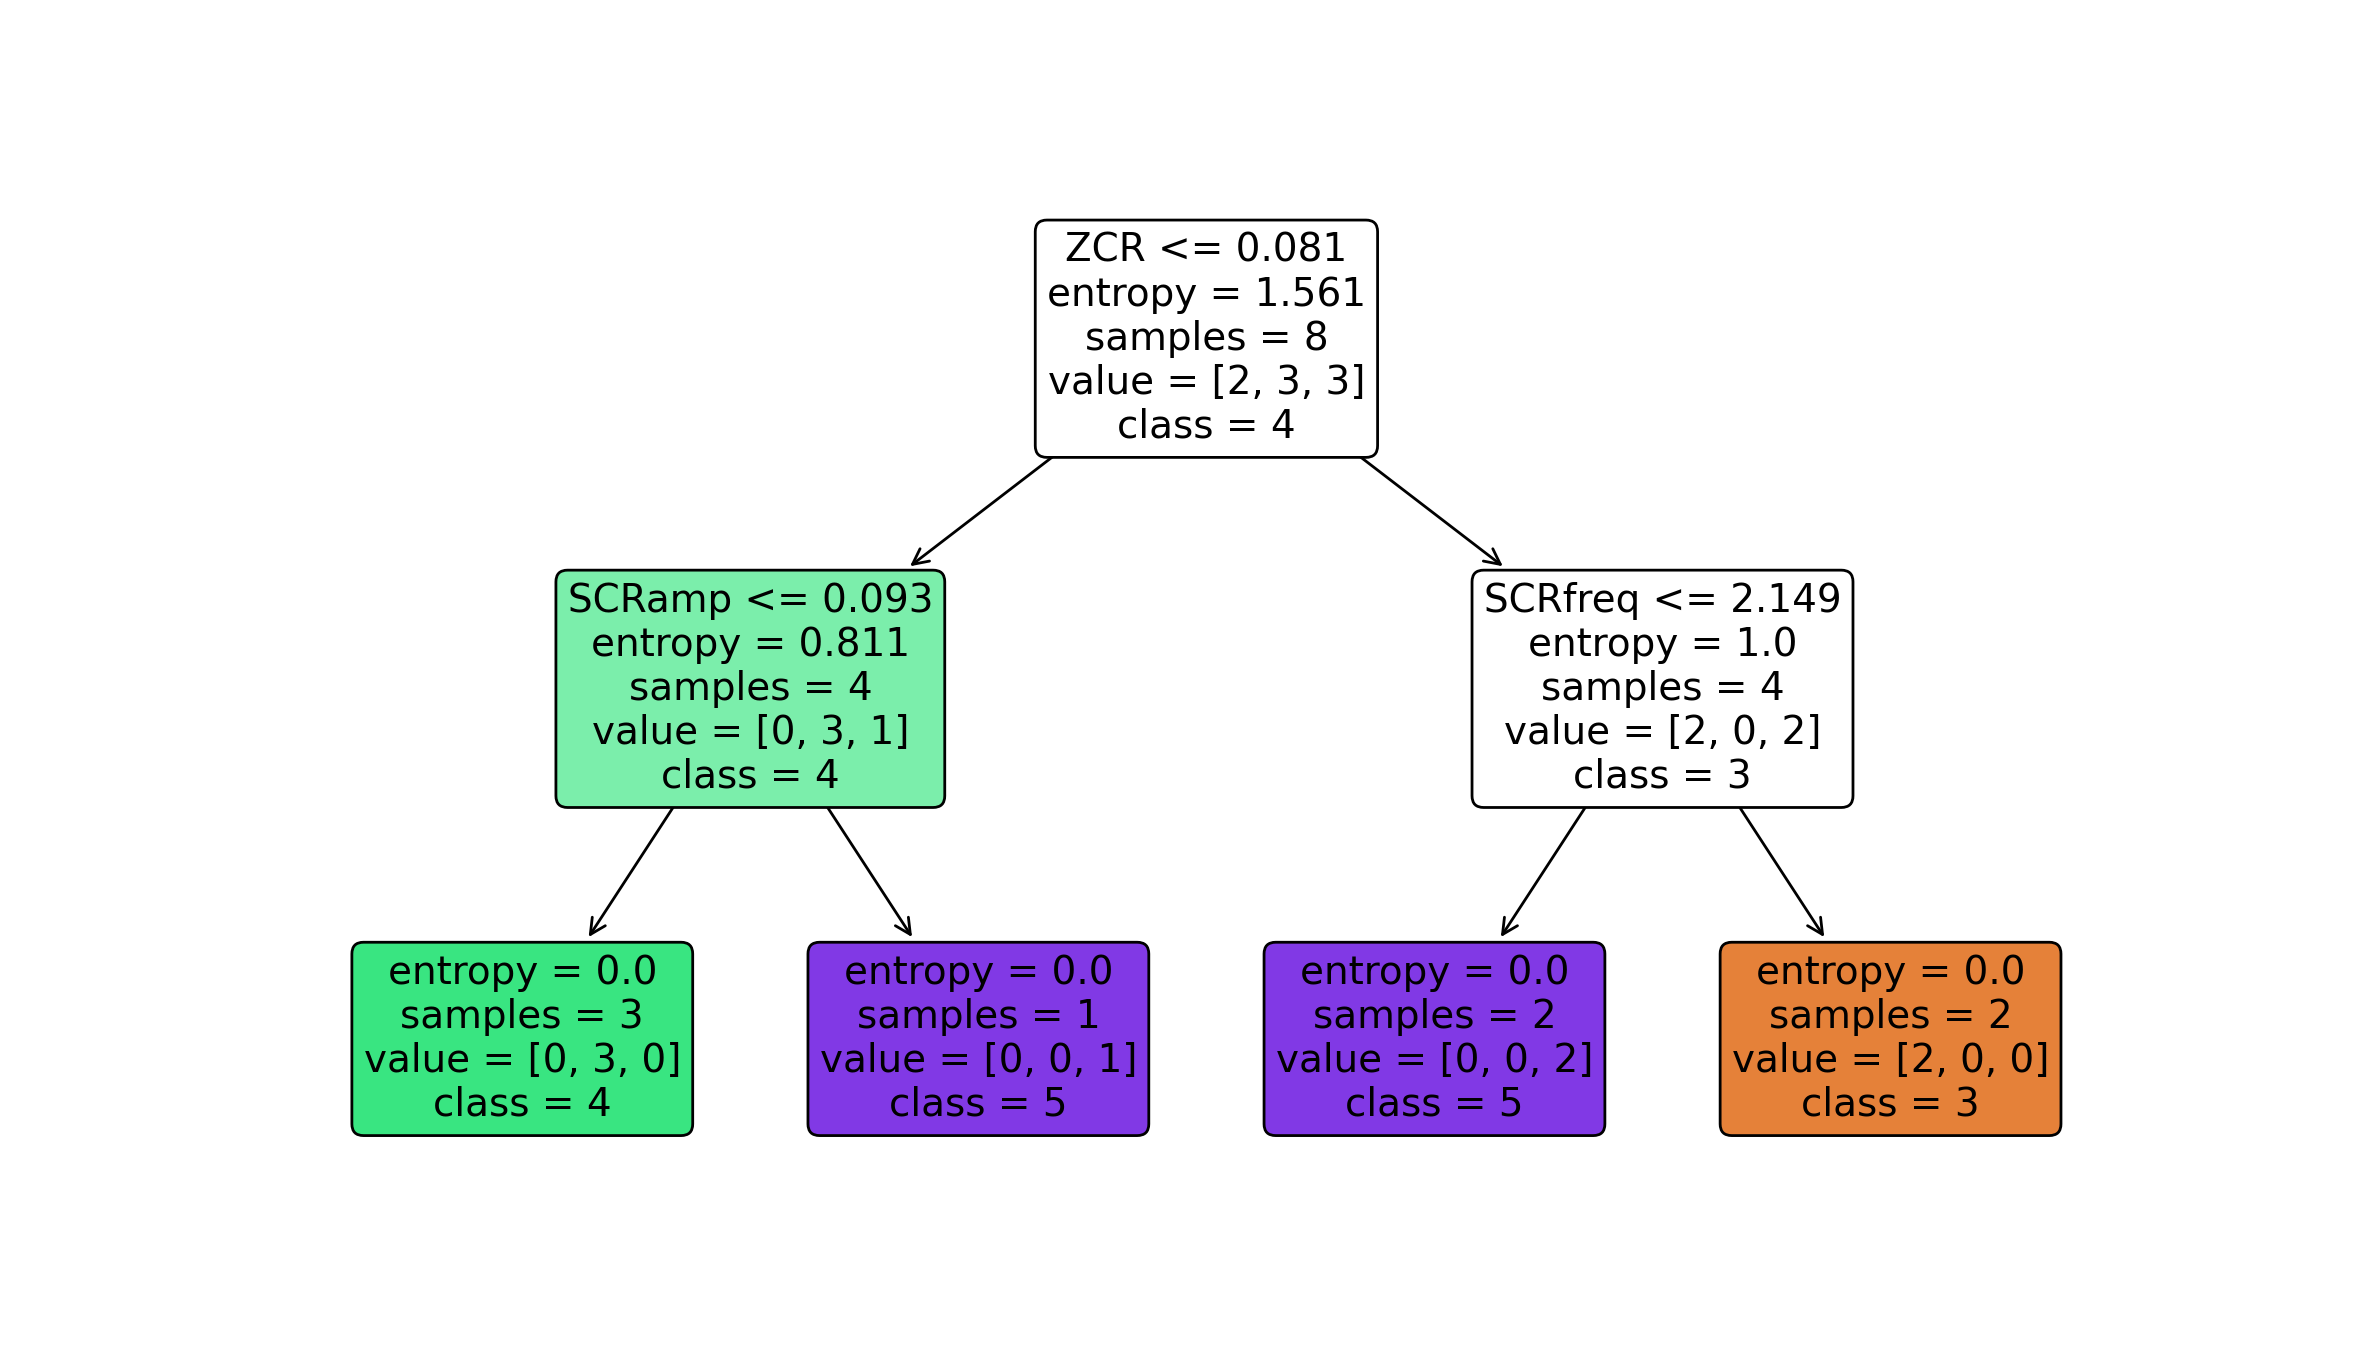 ZCR <= 0.081
entropy = 1.561
samples = 8
value = [2, 3, 3]
class = 4
SCRamp <= 0.093
entropy = 0.811
samples = 4
value = [0, 3, 1]
class = 4
SCRfreq <= 2.149
entropy = 1.0
samples = 4
value = [2, 0, 2]
class = 3
entropy = 0.0
samples = 3
value = [0, 3, 0]
class = 4
entropy = 0.0
samples = 1
value = [0, 0, 1]
class = 5
entropy = 0.0
samples = 2
value = [0, 0, 2]
class = 5
entropy = 0.0
samples = 2
value = [2, 0, 0]
class = 3